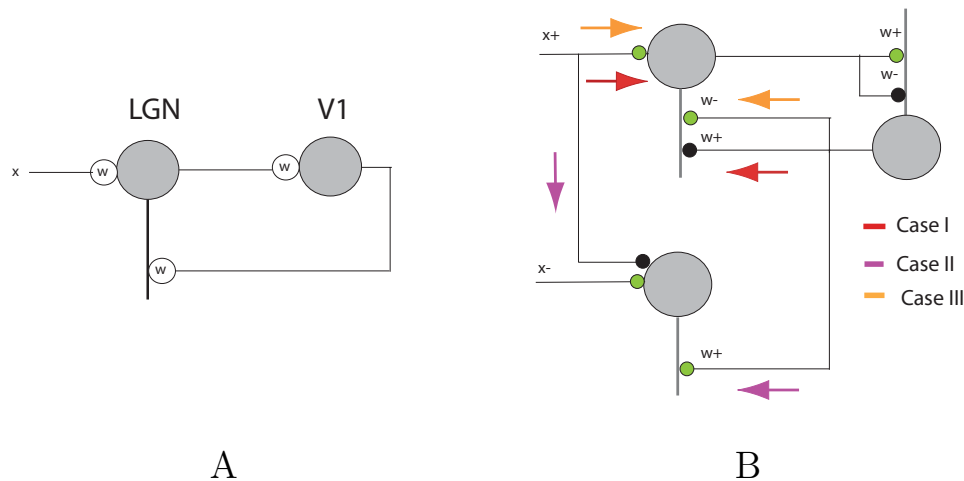 LGN
V1
x
w
w
w
A
x+
w+
w-
w-
w+
x-
w+
Case I
Case II
Case III
B